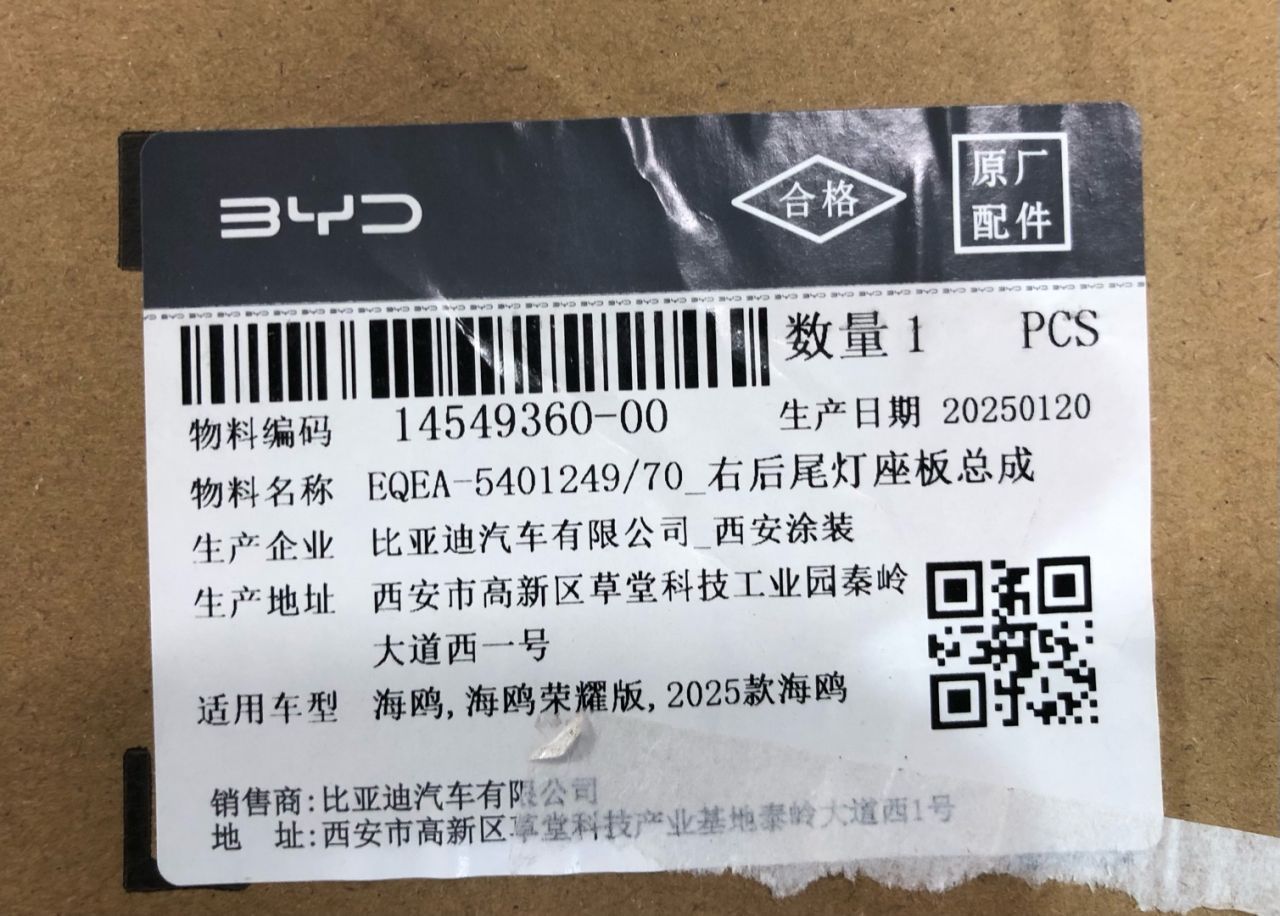 BYD
合格
原厂
配件
数量 1 PCS
物料编码 14549360-00
生产日期 20250120
物料名称 EQEA-5401249/70_右后尾灯座板总成
生产企业 比亚迪汽车有限公司_西安涂装
生产地址 西安市高新区草堂科技工业园秦岭
大道西一号
适用车型 海鸥, 海鸥荣耀版, 2025款海鸥
销售商:比亚迪汽车有限公司
地 址:西安市高新区草堂科技产业基地秦岭大道西1号